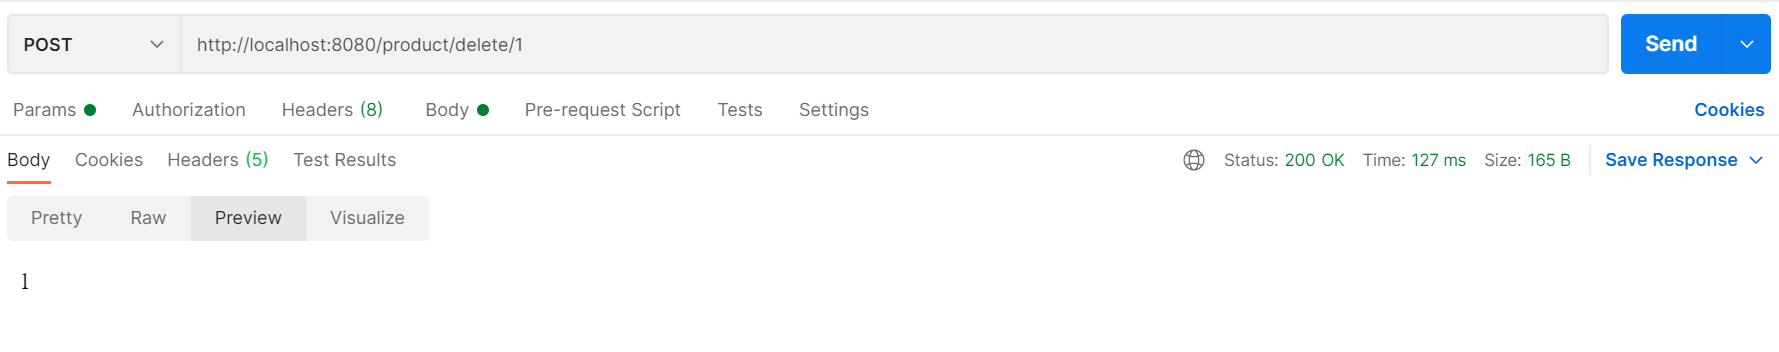 POST http://localhost:8080/product/delete/1 Send
Params Authorization Headers (8) Body Pre-request Script Tests Settings Cookies
Body Cookies Headers (5) Test Results Status: 200 OK Time: 127 ms Size: 165 B Save Response
Pretty Raw Preview Visualize
1